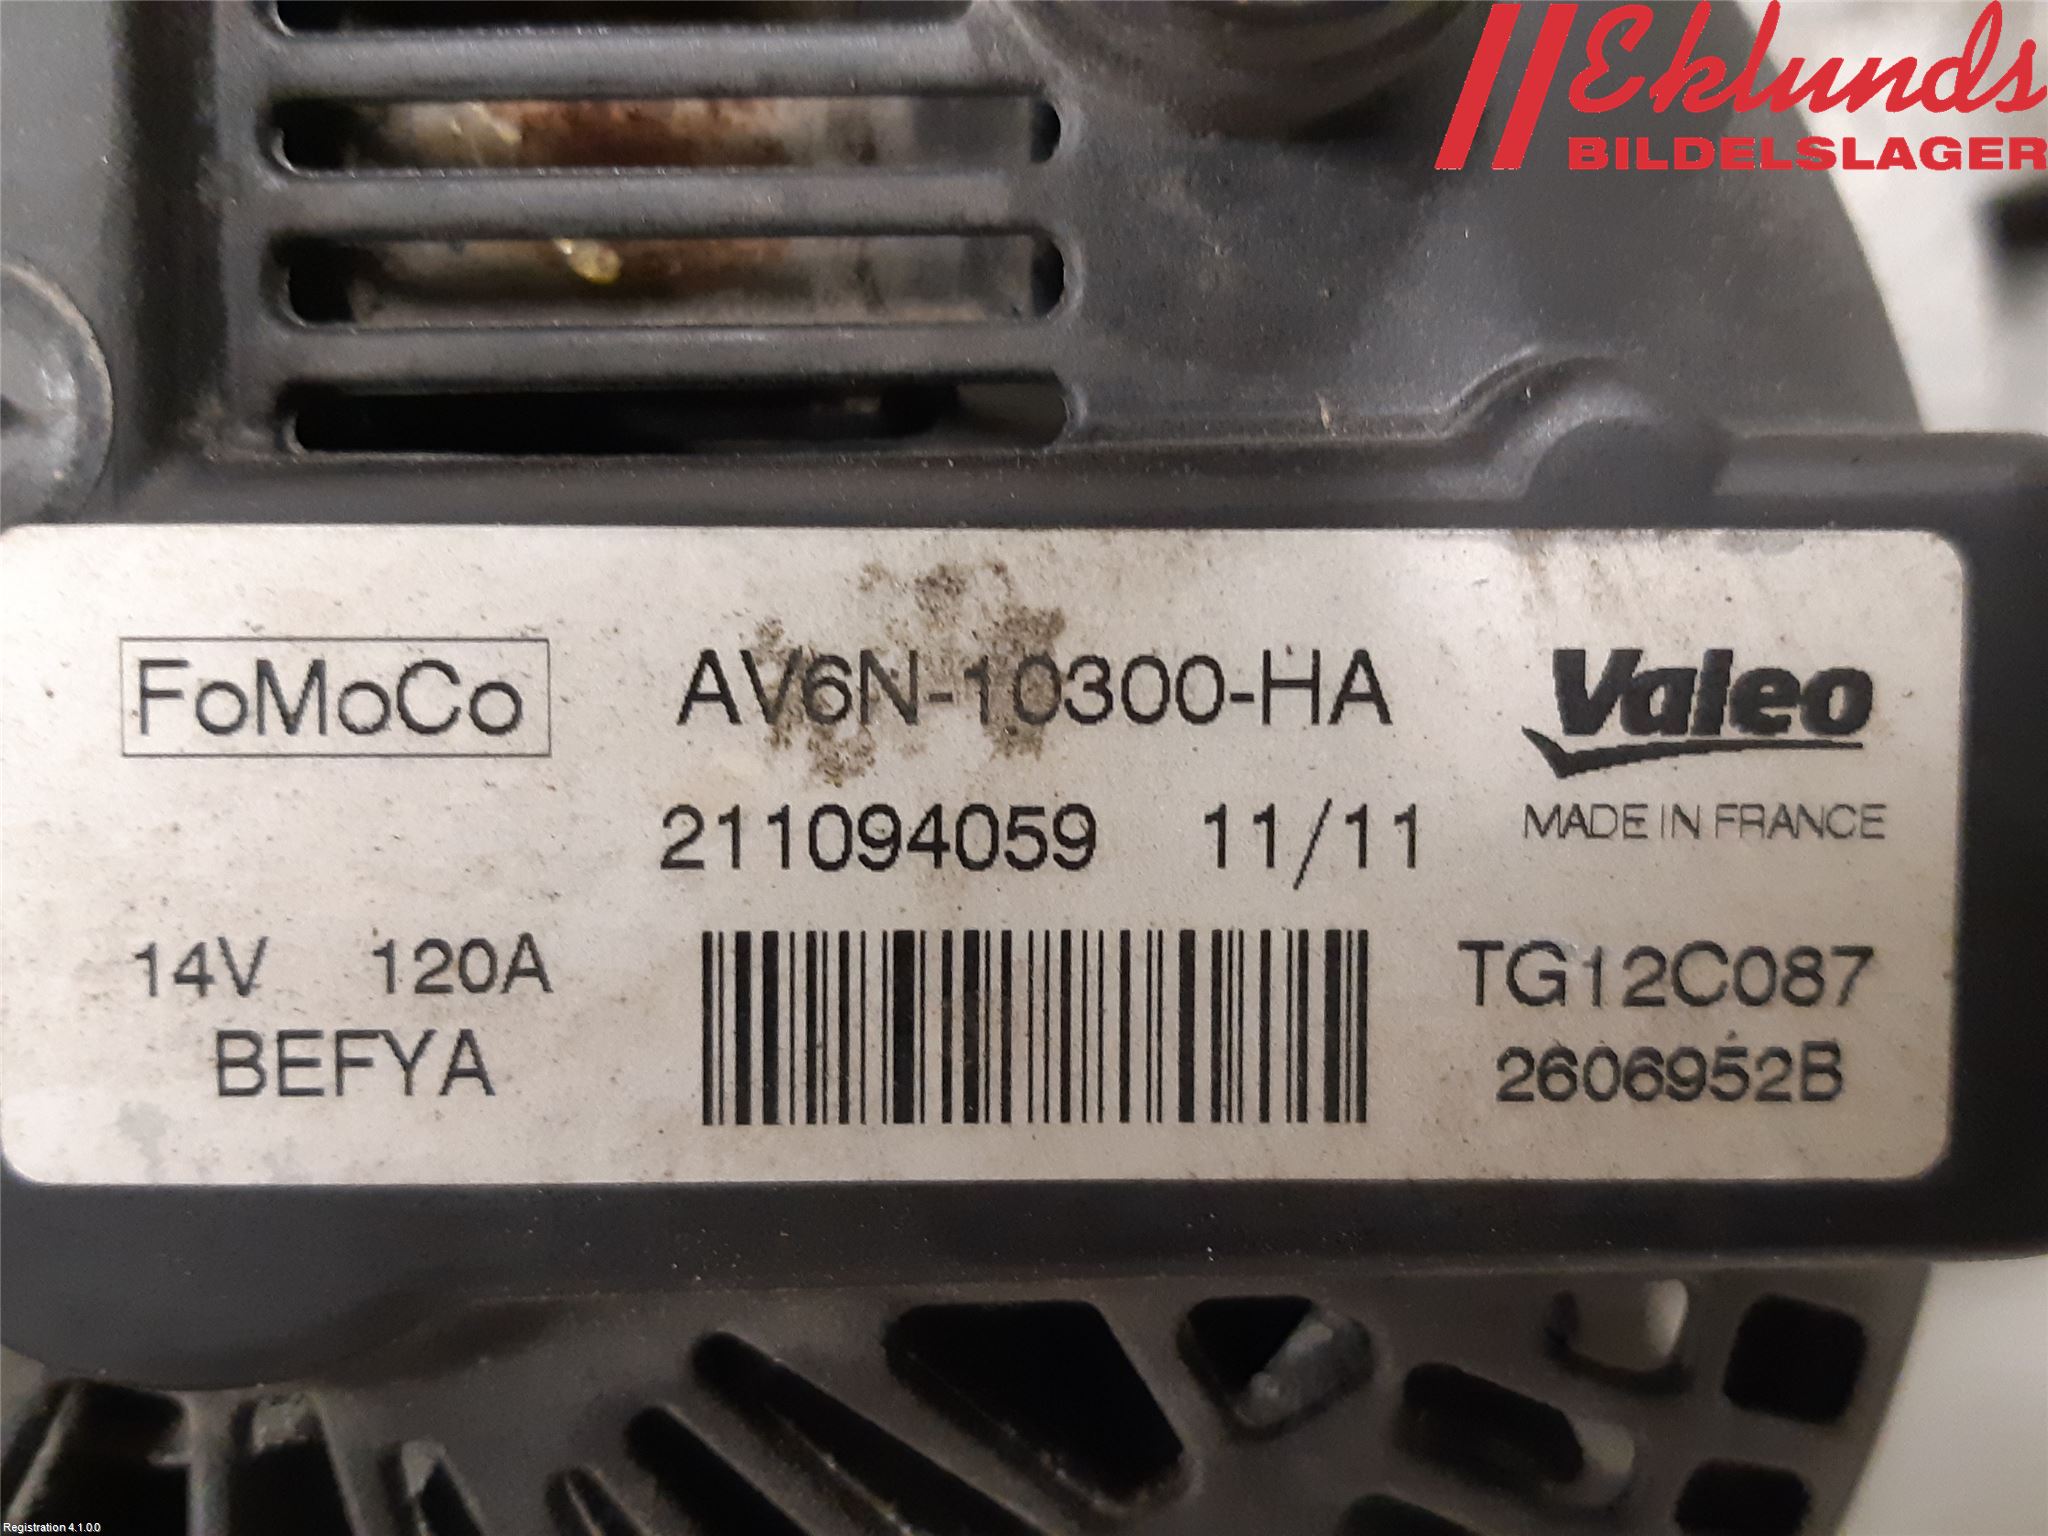 Eklunds
BILDELSLAGER
FoMoCo
AV6N-10300-HA
Valeo
211094059 11/11
MADE IN FRANCE
14V 120A
TG12C087
BEFYA
2606952B
Registration 4.1.0.0